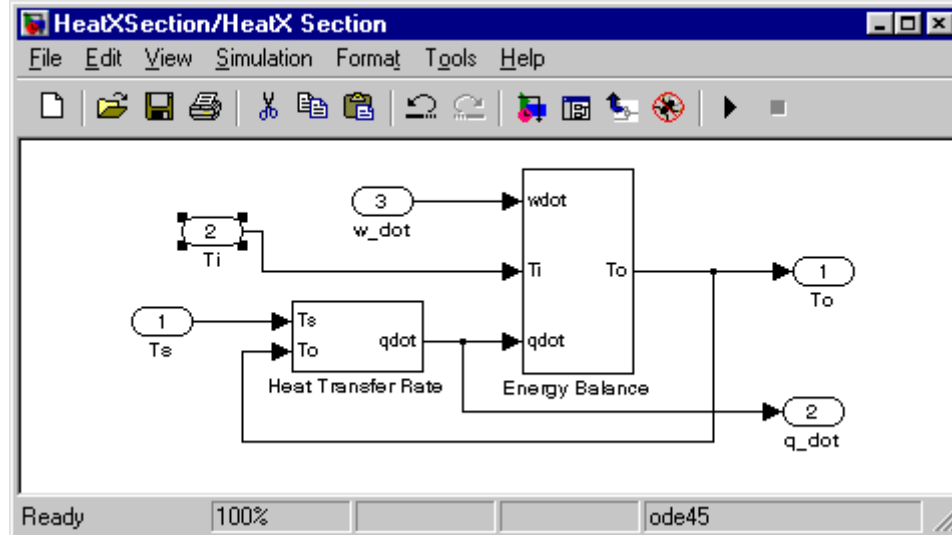 HeatXSection/HeatX Section
File Edit View Simulation Format Tools Help
3
w_dot
wdot
2
Ti
Ti
To
1
To
1
Ts
Ts
To
qdot
qdot
Heat Transfer Rate
Energy Balance
2
q_dot
Ready
100%
ode45